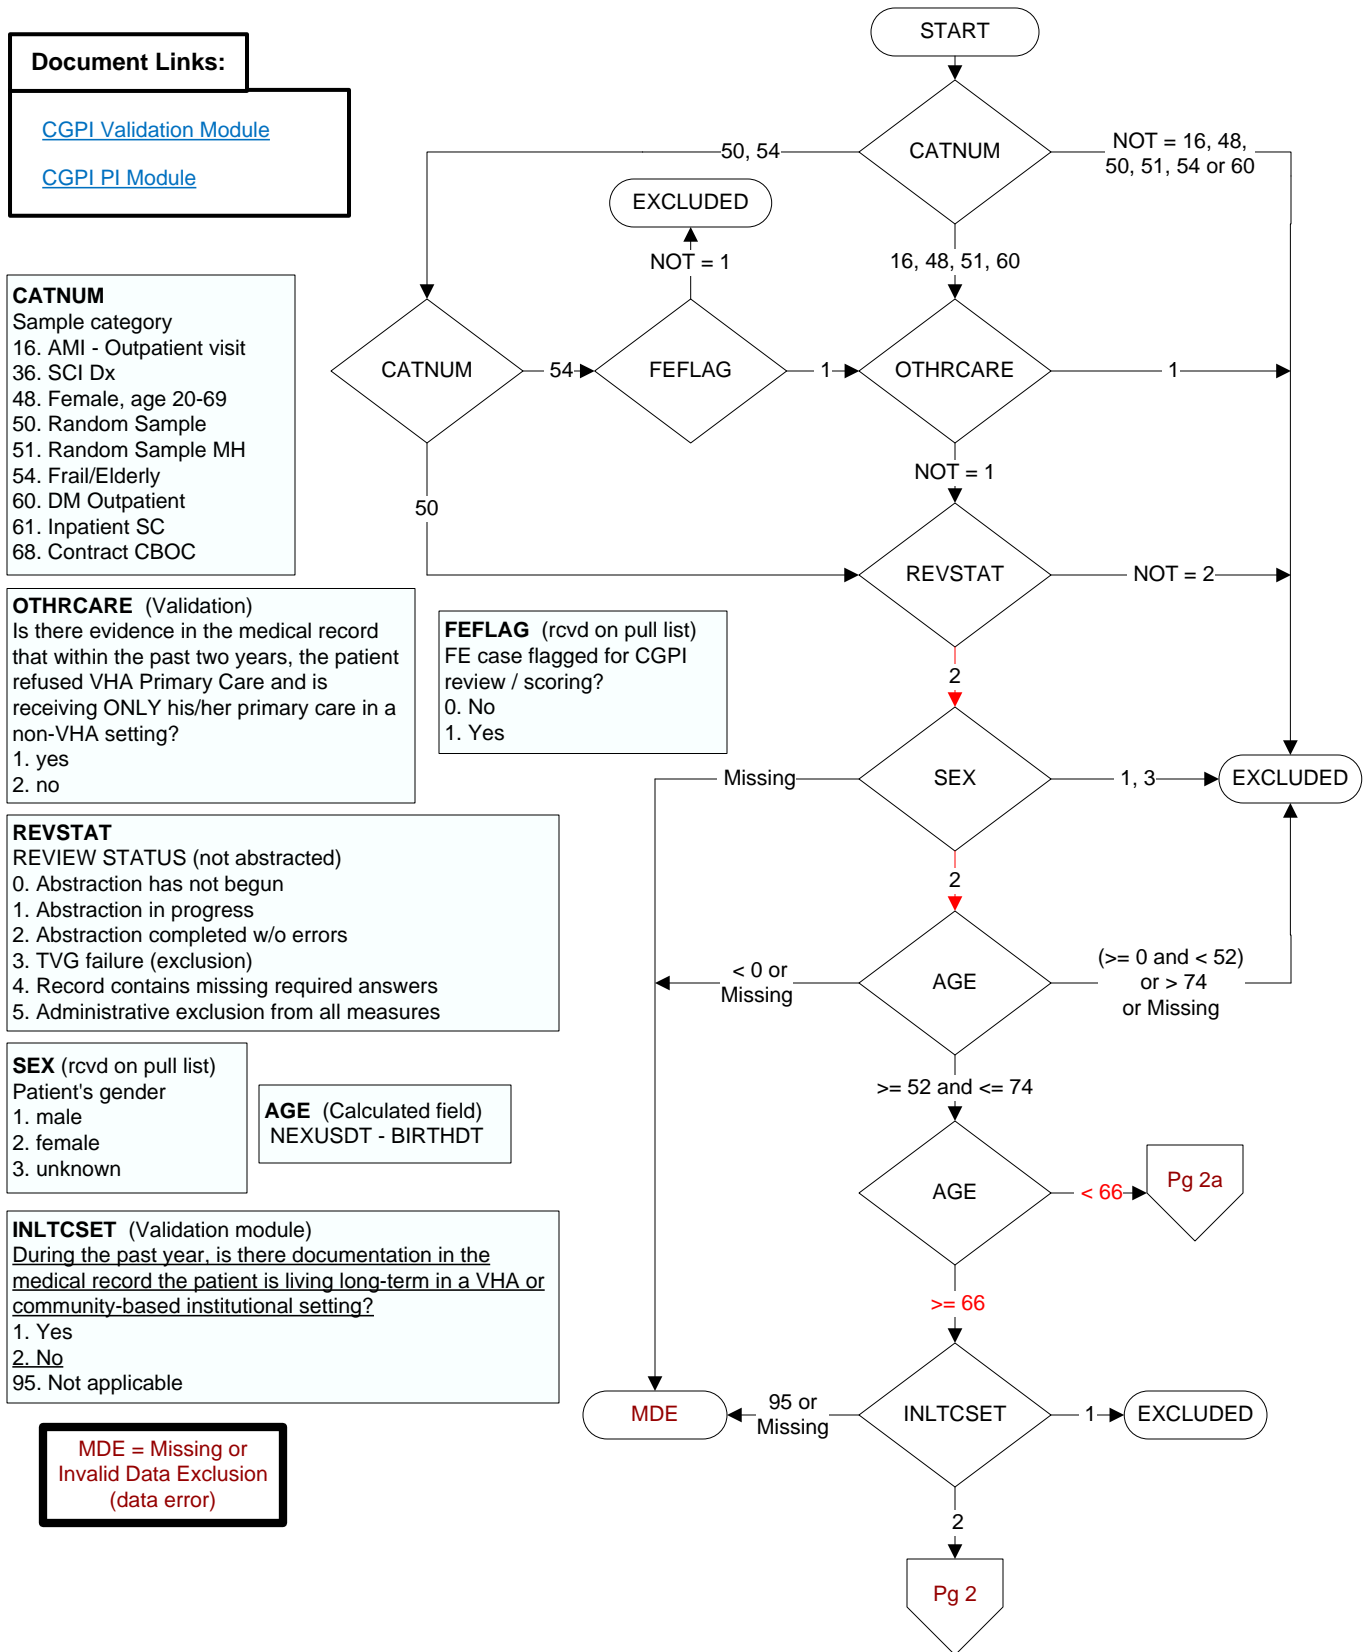 START
Document Links:
CGPI Validation Module
CGPI PI Module
CATNUM
50, 54
NOT = 16, 48,
50, 51, 54 or 60
EXCLUDED
NOT = 1
16, 48, 51, 60
CATNUM
54
FEFLAG
1
OTHRCARE
1
NOT = 1
50
REVSTAT
NOT = 2
2
SEX
Missing
1, 3
EXCLUDED
2
AGE
< 0 or
Missing
(>= 0 and < 52)
or > 74
or Missing
>= 52 and <= 74
AGE
< 66
Pg 2a
>= 66
INLTCSET
95 or
Missing
MDE
1
EXCLUDED
2
Pg 2
CATNUM
Sample category
16. AMI - Outpatient visit
36. SCI Dx
48. Female, age 20-69
50. Random Sample
51. Random Sample MH
54. Frail/Elderly
60. DM Outpatient
61. Inpatient SC
68. Contract CBOC
OTHRCARE (Validation)
Is there evidence in the medical record
that within the past two years, the patient
refused VHA Primary Care and is
receiving ONLY his/her primary care in a
non-VHA setting?
1. yes
2. no
FEFLAG (rcvd on pull list)
FE case flagged for CGPI
review / scoring?
0. No
1. Yes
REVSTAT
REVIEW STATUS (not abstracted)
0. Abstraction has not begun
1. Abstraction in progress
2. Abstraction completed w/o errors
3. TVG failure (exclusion)
4. Record contains missing required answers
5. Administrative exclusion from all measures
SEX (rcvd on pull list)
Patient's gender
1. male
2. female
3. unknown
AGE (Calculated field)
NEXUSDT - BIRTHDT
INLTCSET (Validation module)
During the past year, is there documentation in the
medical record the patient is living long-term in a VHA or
community-based institutional setting?
1. Yes
2. No
95. Not applicable
MDE = Missing or
Invalid Data Exclusion
(data error)